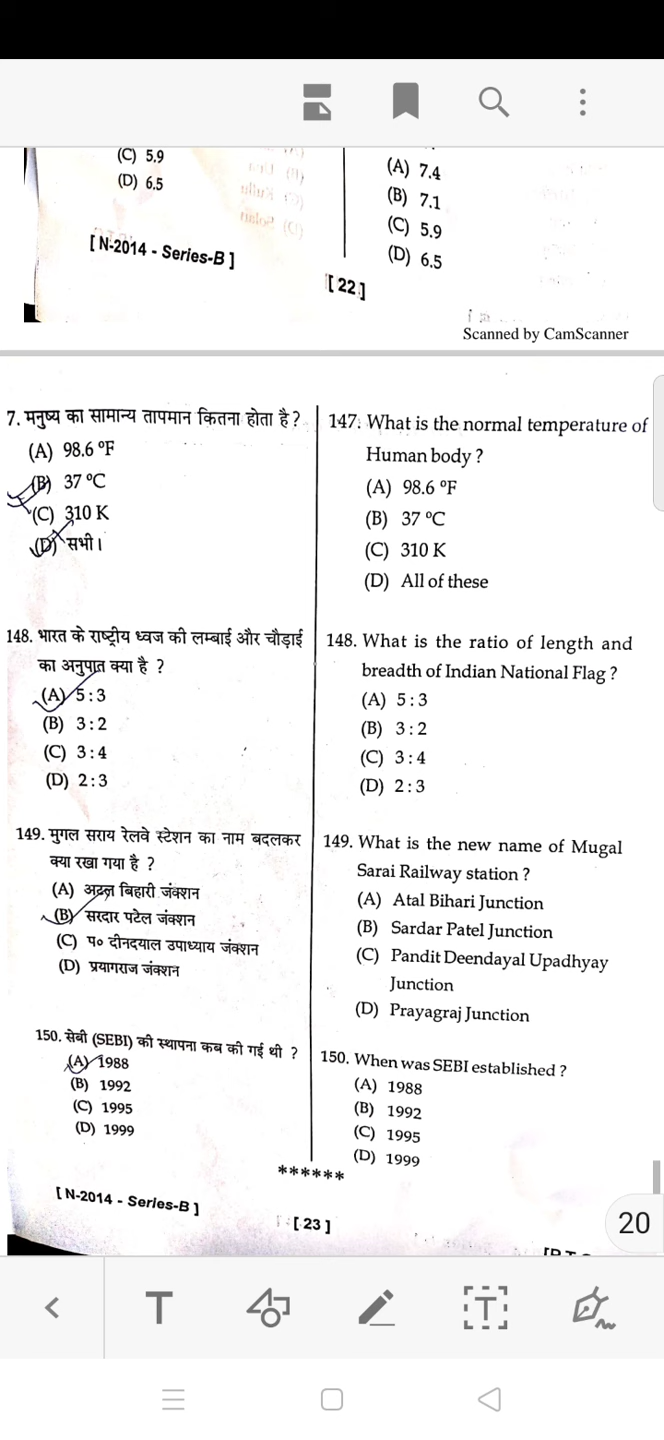 (C) 5.9
(D) 6.5
[ N-2014 - Series-B ]
(A) 7.4
(B) 7.1
(C) 5.9
(D) 6.5
[ 22 ]
Scanned by CamScanner
7. मनुष्य का सामान्य तापमान कितना होता है ?
(A) 98.6 ºF
(B) 37 ºC
(C) 310 K
(D) सभी।
148. भारत के राष्ट्रीय ध्वज की लम्बाई और चौड़ाई
का अनुपात क्या है ?
(A) 5 : 3
(B) 3 : 2
(C) 3 : 4
(D) 2 : 3
149. मुगल सराय रेलवे स्टेशन का नाम बदलकर
क्या रखा गया है ?
(A) अटल बिहारी जंक्शन
(B) सरदार पटेल जंक्शन
(C) प० दीनदयाल उपाध्याय जंक्शन
(D) प्रयागराज जंक्शन
150. सेबी (SEBI) की स्थापना कब की गई थी ?
(A) 1988
(B) 1992
(C) 1995
(D) 1999
147. What is the normal temperature of
Human body ?
(A) 98.6 ºF
(B) 37 ºC
(C) 310 K
(D) All of these
148. What is the ratio of length and
breadth of Indian National Flag ?
(A) 5 : 3
(B) 3 : 2
(C) 3 : 4
(D) 2 : 3
149. What is the new name of Mugal
Sarai Railway station ?
(A) Atal Bihari Junction
(B) Sardar Patel Junction
(C) Pandit Deendayal Upadhyay
Junction
(D) Prayagraj Junction
150. When was SEBI established ?
(A) 1988
(B) 1992
(C) 1995
(D) 1999
******
[ N-2014 - Series-B ]
[ 23 ]
20
T
T